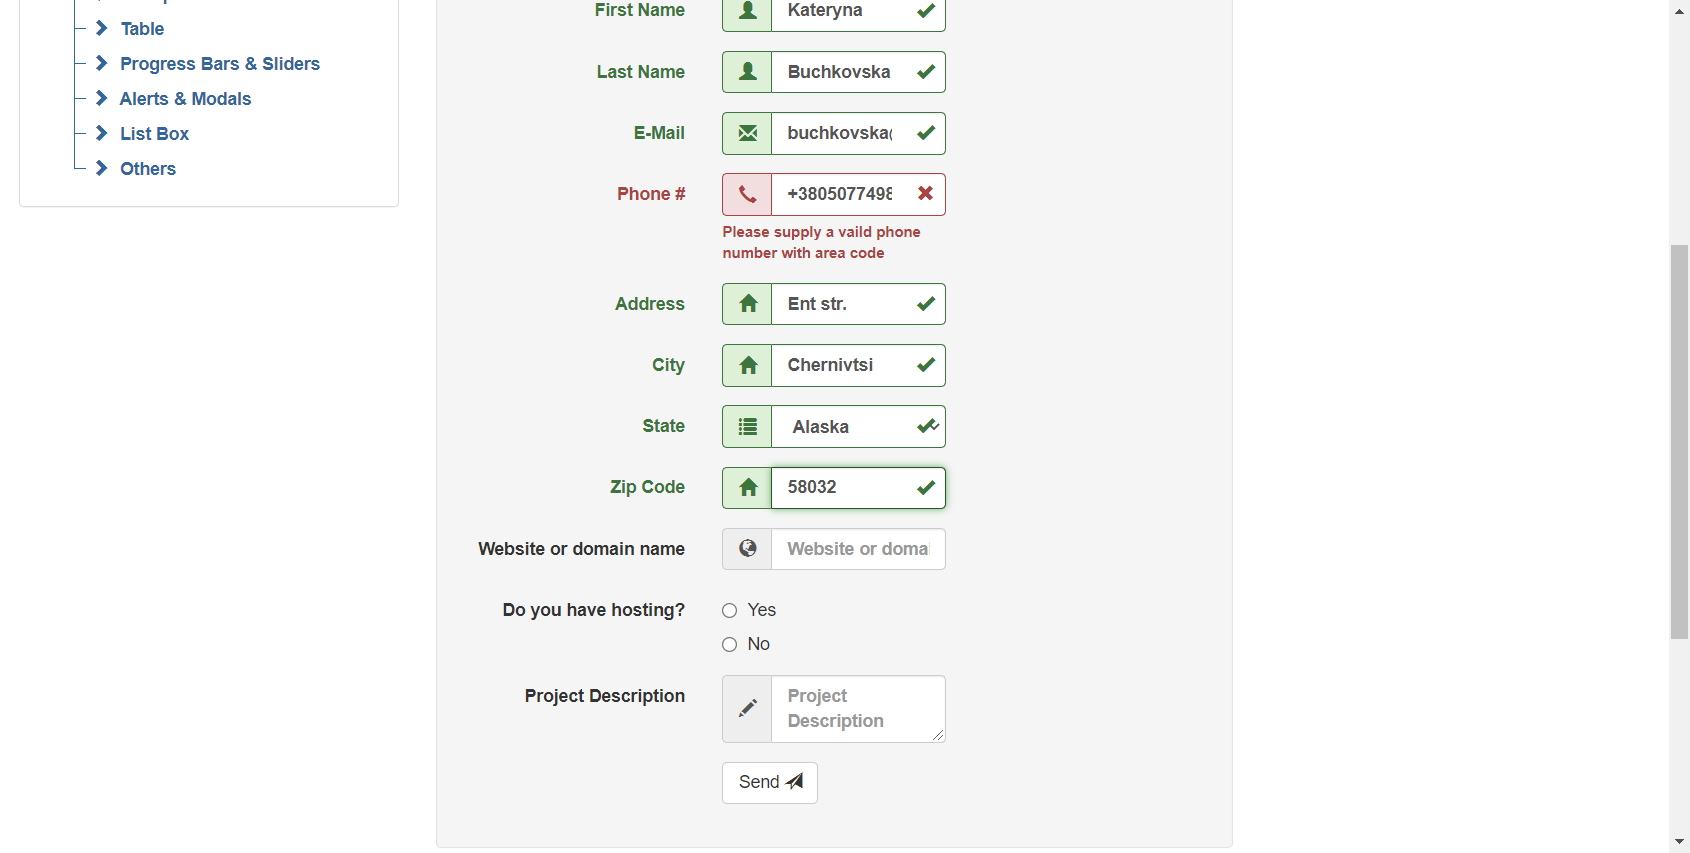 Table
Progress Bars & Sliders
Alerts & Modals
List Box
Others
First Name
Kateryna
Last Name
Buchkovska
E-Mail
buchkovska
Phone #
+3805077498
Please supply a vaild phone
number with area code
Address
Ent str.
City
Chernivtsi
State
Alaska
Zip Code
58032
Website or domain name
Website or domai
Do you have hosting?
Yes
No
Project Description
Project
Description
Send